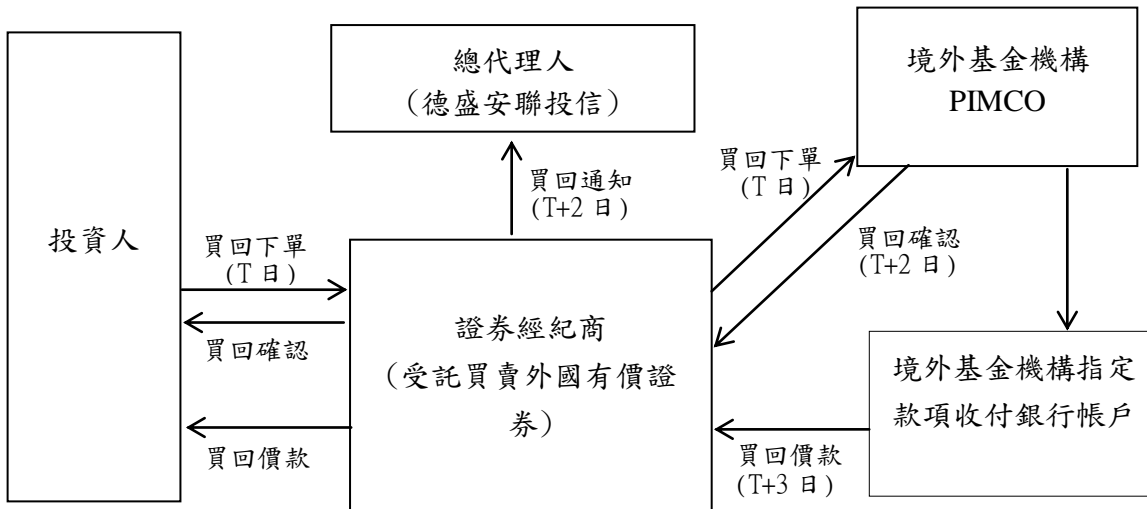 投資人
總代理人
（德盛安聯投信）
境外基金機構
PIMCO
買回通知
(T+2 日)
買回下單
(T 日)
買回確認
(T+2 日)
買回下單
(T 日)
買回確認
買回價款
證券經紀商
（受託買賣外國有價證
券）
境外基金機構指定
款項收付銀行帳戶
買回價款
(T+3 日)